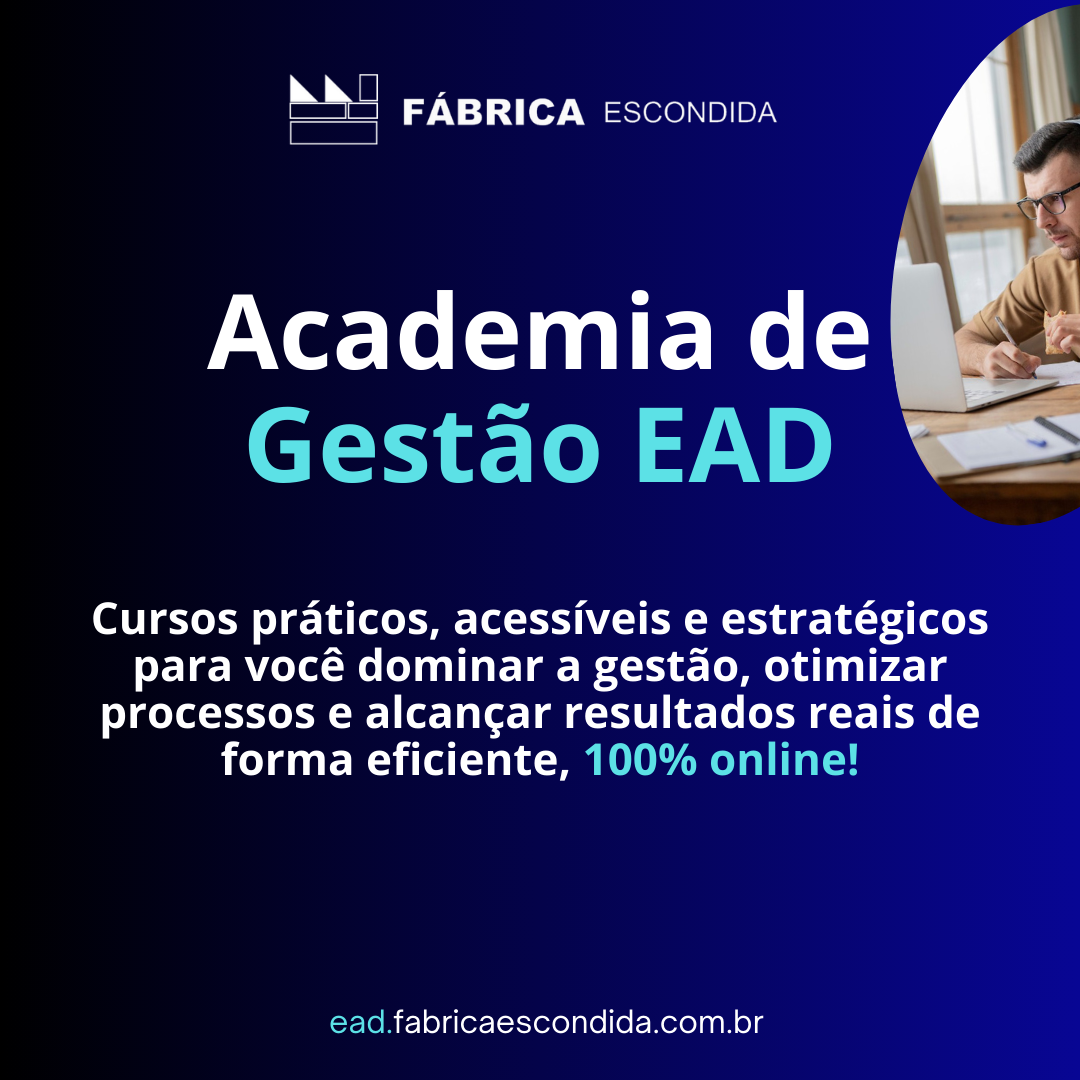 FÁBRICA ESCONDIDA
Academia de
Gestão EAD
Cursos práticos, acessíveis e estratégicos
para você dominar a gestão, otimizar
processos e alcançar resultados reais de
forma eficiente, 100% online!
ead.fabricaescondida.com.br